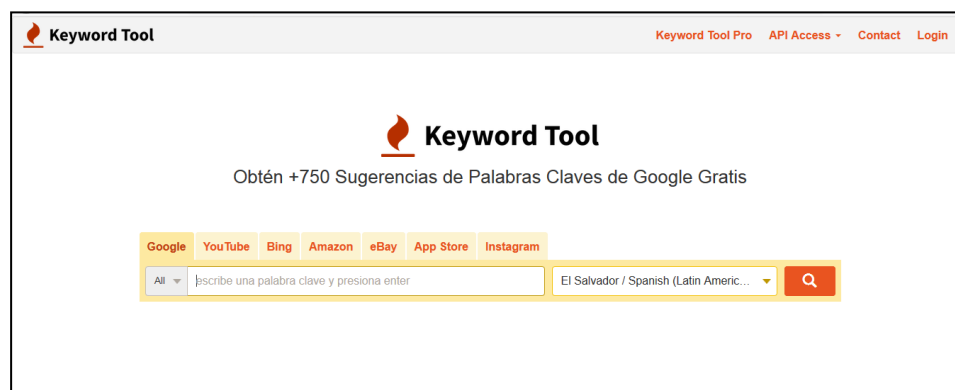 Keyword Tool Keyword Tool Pro API Access Contact Login
Keyword Tool
Obtén +750 Sugerencias de Palabras Claves de Google Gratis
Google YouTube Bing Amazon eBay App Store Instagram
All escribe una palabra clave y presiona enter El Salvador / Spanish (Latin Americ...